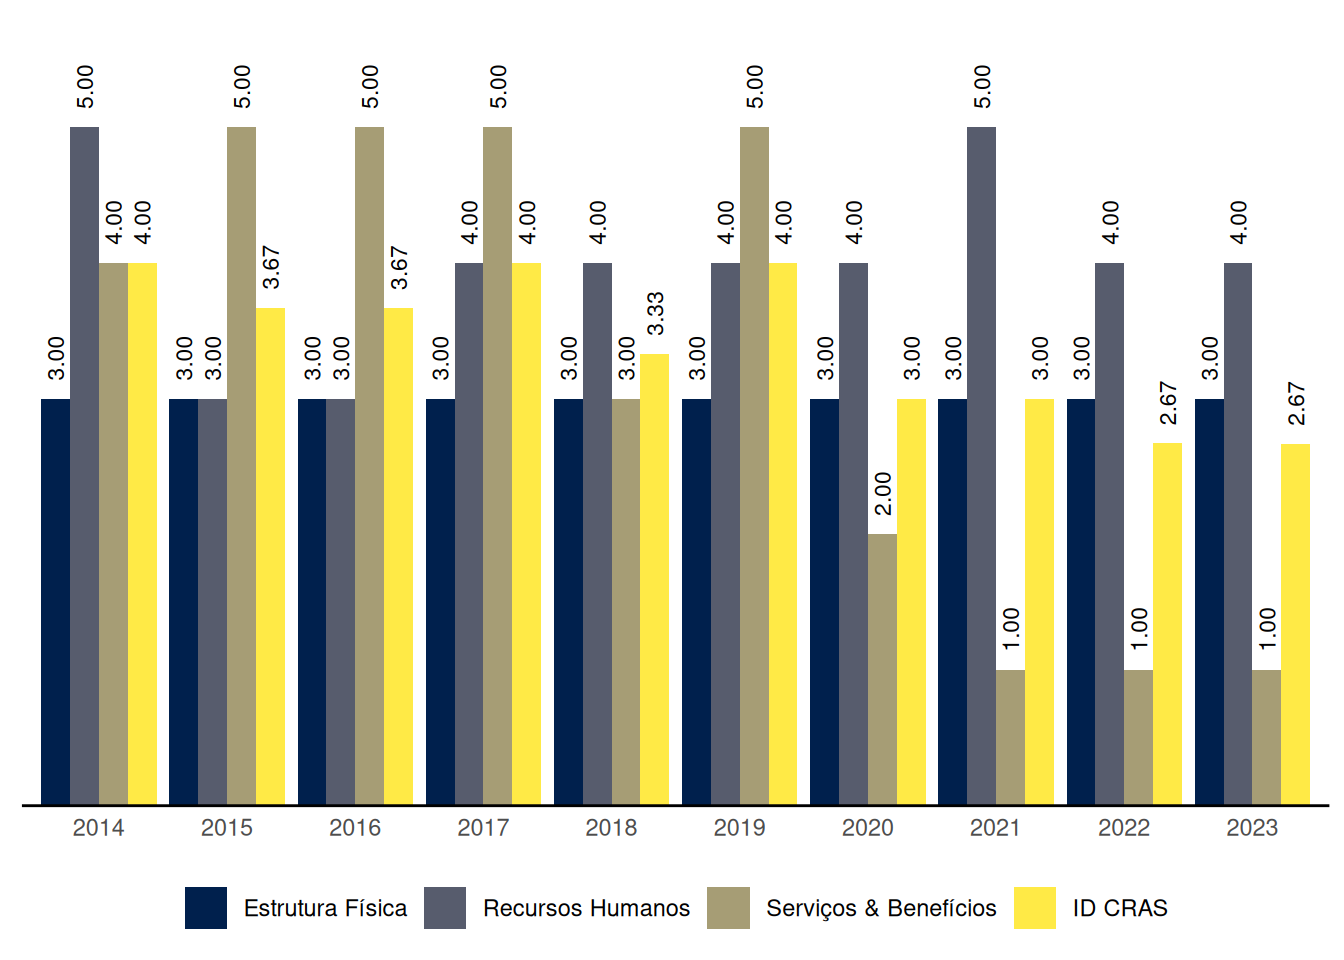 3.00 5.00 4.00 4.00
3.00 3.00 5.00 3.67
3.00 3.00 5.00 3.67
3.00 4.00 5.00 4.00
3.00 4.00 3.00 3.33
3.00 4.00 5.00 4.00
3.00 4.00 2.00 3.00
3.00 5.00 1.00 3.00
3.00 4.00 1.00 2.67
3.00 4.00 1.00 2.67
2014 2015 2016 2017 2018 2019 2020 2021 2022 2023
Estrutura Física Recursos Humanos Serviços & Benefícios ID CRAS